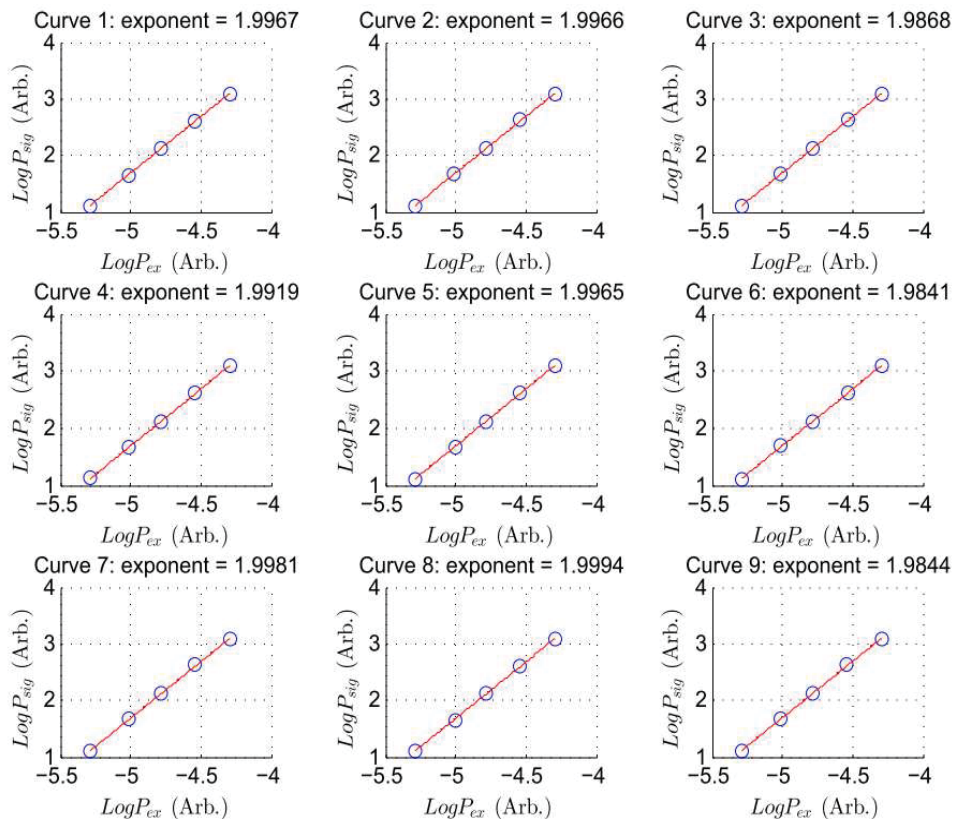 Curve 1: exponent = 1.9967
Curve 2: exponent = 1.9966
Curve 3: exponent = 1.9868
4
3
2
1
LogP_sig (Arb.)
−5.5 −5 −4.5 −4
LogP_ex (Arb.)
4
3
2
1
LogP_sig (Arb.)
−5.5 −5 −4.5 −4
LogP_ex (Arb.)
4
3
2
1
LogP_sig (Arb.)
−5.5 −5 −4.5 −4
LogP_ex (Arb.)
Curve 4: exponent = 1.9919
Curve 5: exponent = 1.9965
Curve 6: exponent = 1.9841
4
3
2
1
LogP_sig (Arb.)
−5.5 −5 −4.5 −4
LogP_ex (Arb.)
4
3
2
1
LogP_sig (Arb.)
−5.5 −5 −4.5 −4
LogP_ex (Arb.)
4
3
2
1
LogP_sig (Arb.)
−5.5 −5 −4.5 −4
LogP_ex (Arb.)
Curve 7: exponent = 1.9981
Curve 8: exponent = 1.9994
Curve 9: exponent = 1.9844
4
3
2
1
LogP_sig (Arb.)
−5.5 −5 −4.5 −4
LogP_ex (Arb.)
4
3
2
1
LogP_sig (Arb.)
−5.5 −5 −4.5 −4
LogP_ex (Arb.)
4
3
2
1
LogP_sig (Arb.)
−5.5 −5 −4.5 −4
LogP_ex (Arb.)